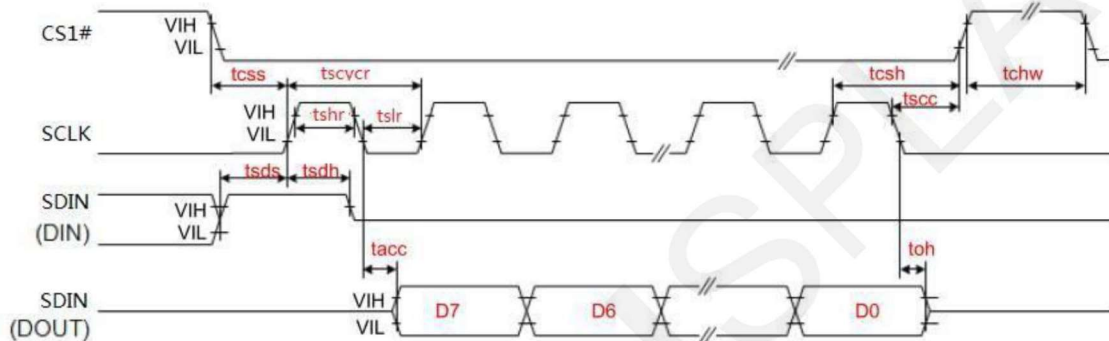 CS1#
VIH
VIL
tcss
tscycr
tcsh
tchw
tscc
SCLK
VIH
VIL
tshr
tslr
tsds
tsdh
SDIN
(DIN)
VIH
VIL
tacc
toh
SDIN
(DOUT)
VIH
VIL
D7
D6
D0